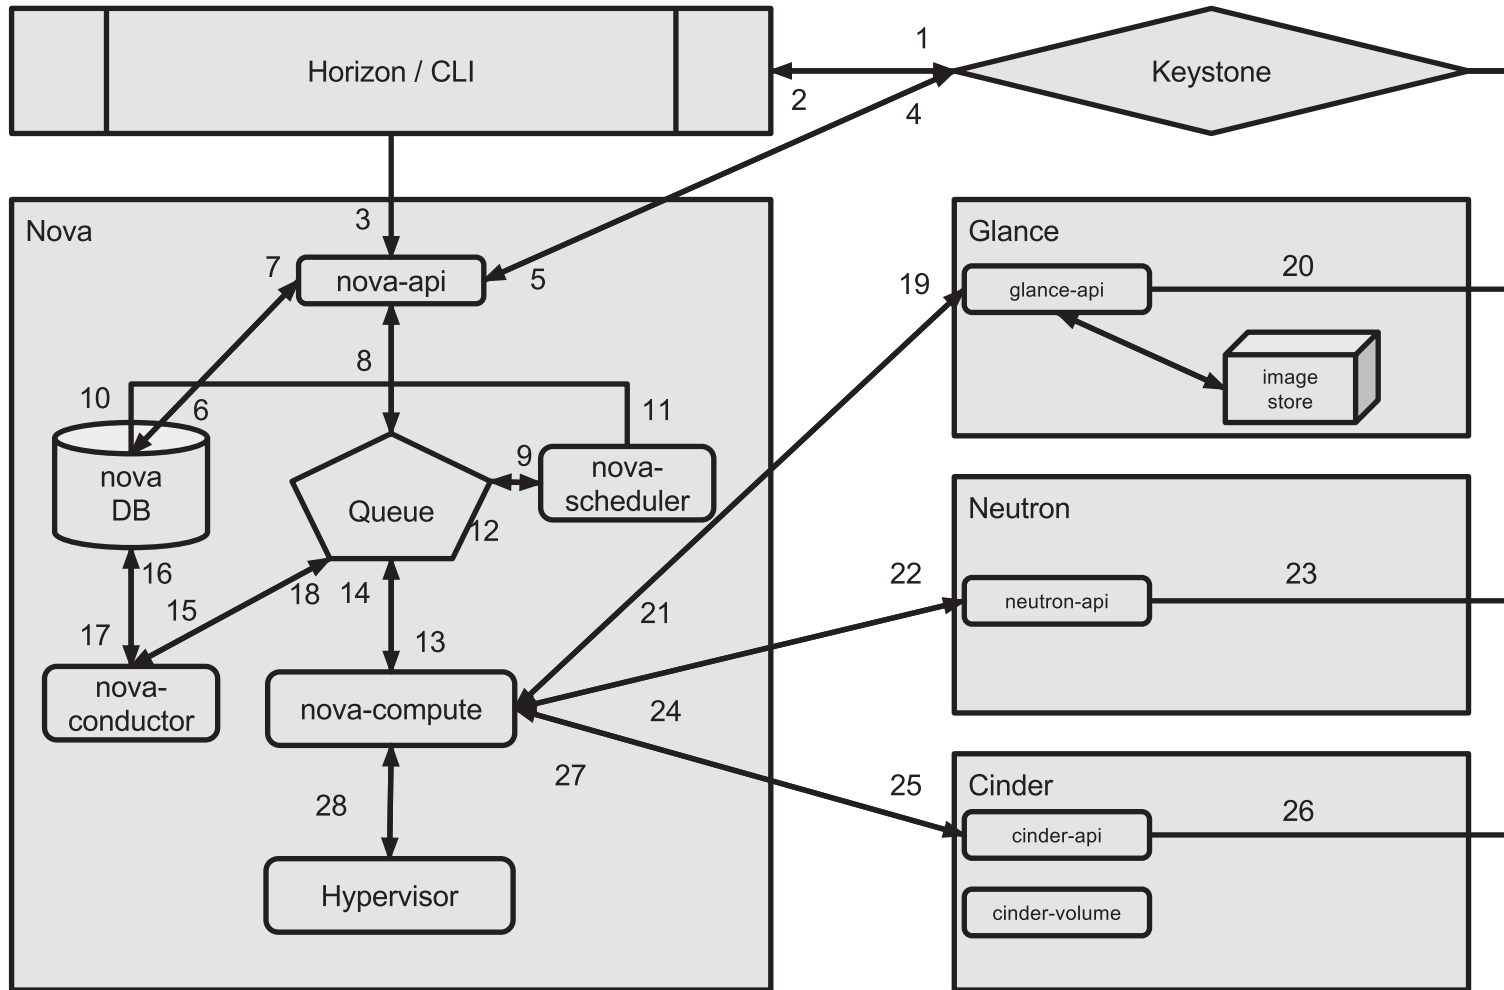 Horizon / CLI
1
2
4
Keystone
Nova
3
7
nova-api
5
8
10
6
11
nova
DB
9
nova-
scheduler
Queue
12
16
15
18
14
17
13
nova-
conductor
nova-compute
28
Hypervisor
Glance
19
glance-api
20
image
store
21
Neutron
22
neutron-api
23
24
27
Cinder
25
cinder-api
26
cinder-volume